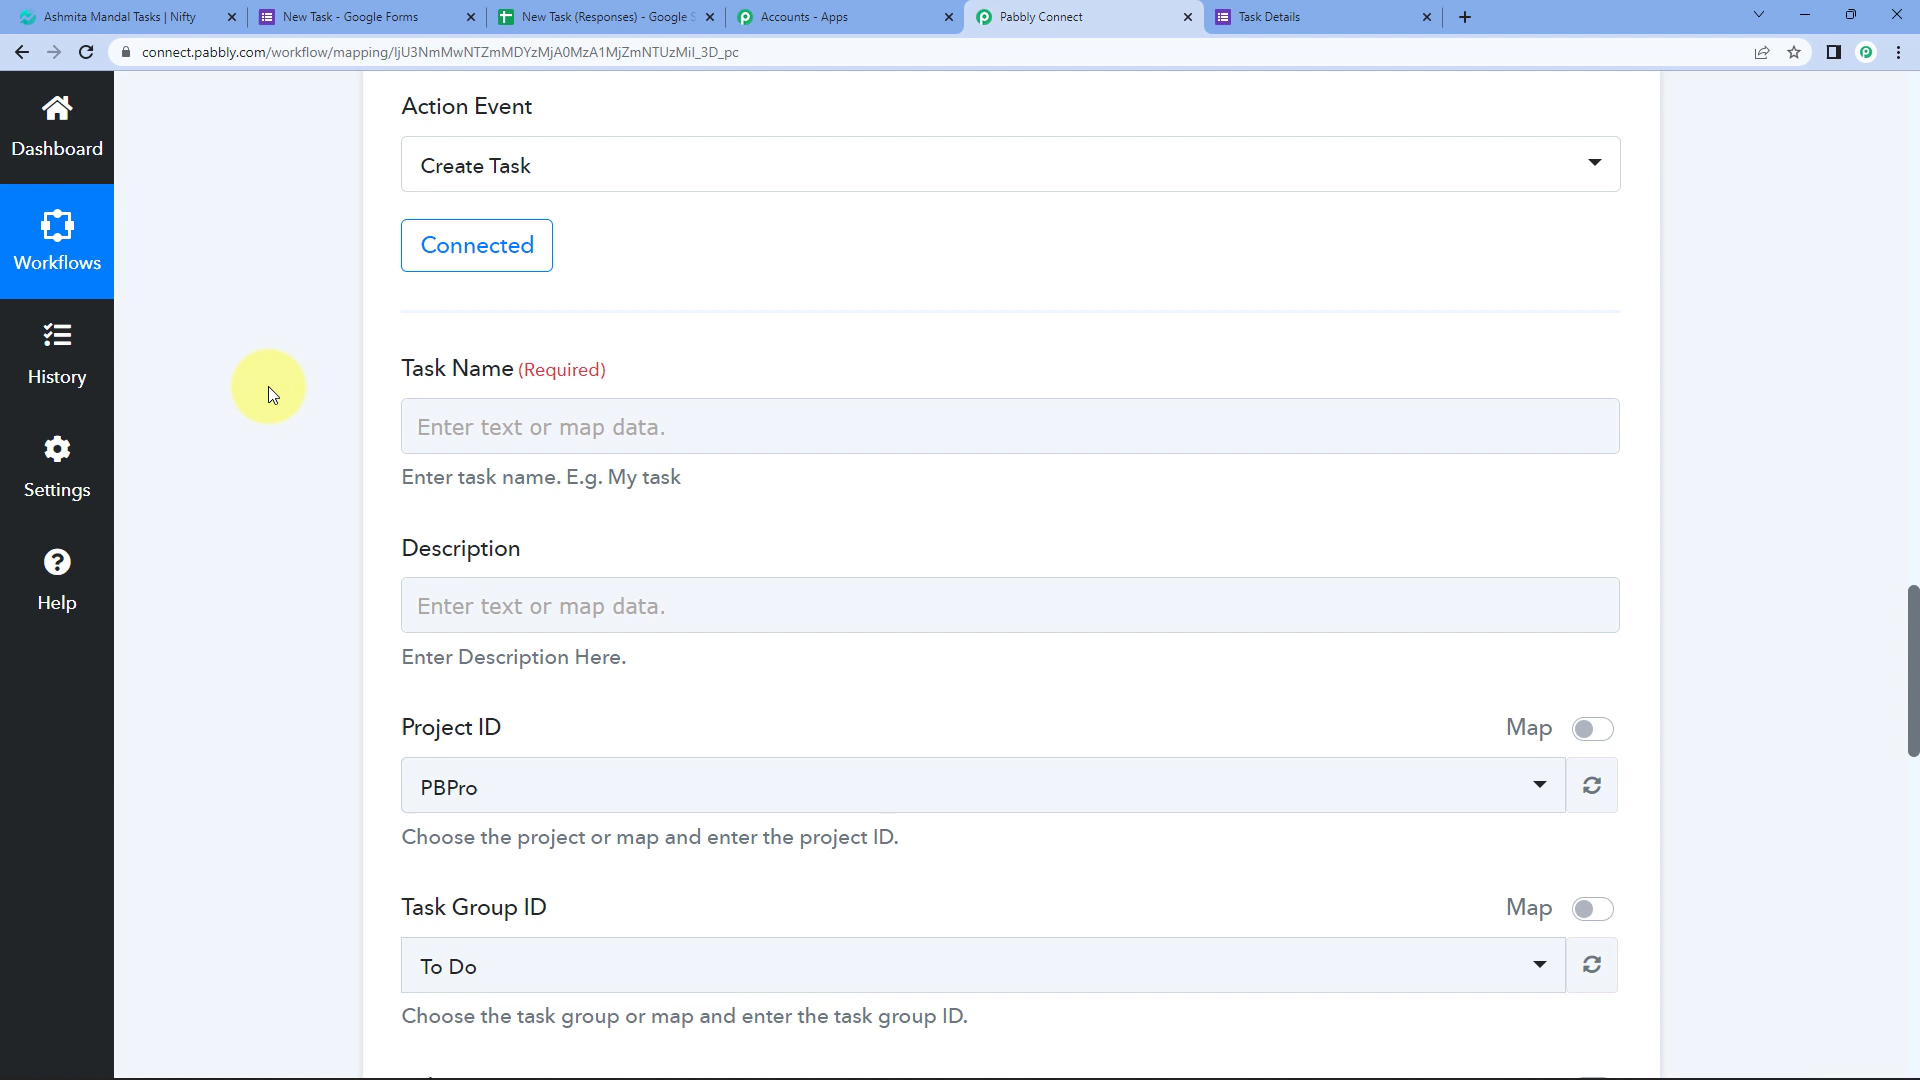 Ashmita Mandal Tasks | Nifty
New Task - Google Forms
New Task (Responses) - Google S
Accounts - Apps
Pabbly Connect
Task Details
connect.pabbly.com/workflow/mapping/
Dashboard
Workflows
History
Settings
Help
Action Event
Create Task
Connected
Task Name (Required)
Enter text or map data.
Enter task name. E.g. My task
Description
Enter text or map data.
Enter Description Here.
Project ID
Map
PBPro
Choose the project or map and enter the project ID.
Task Group ID
Map
To Do
Choose the task group or map and enter the task group ID.